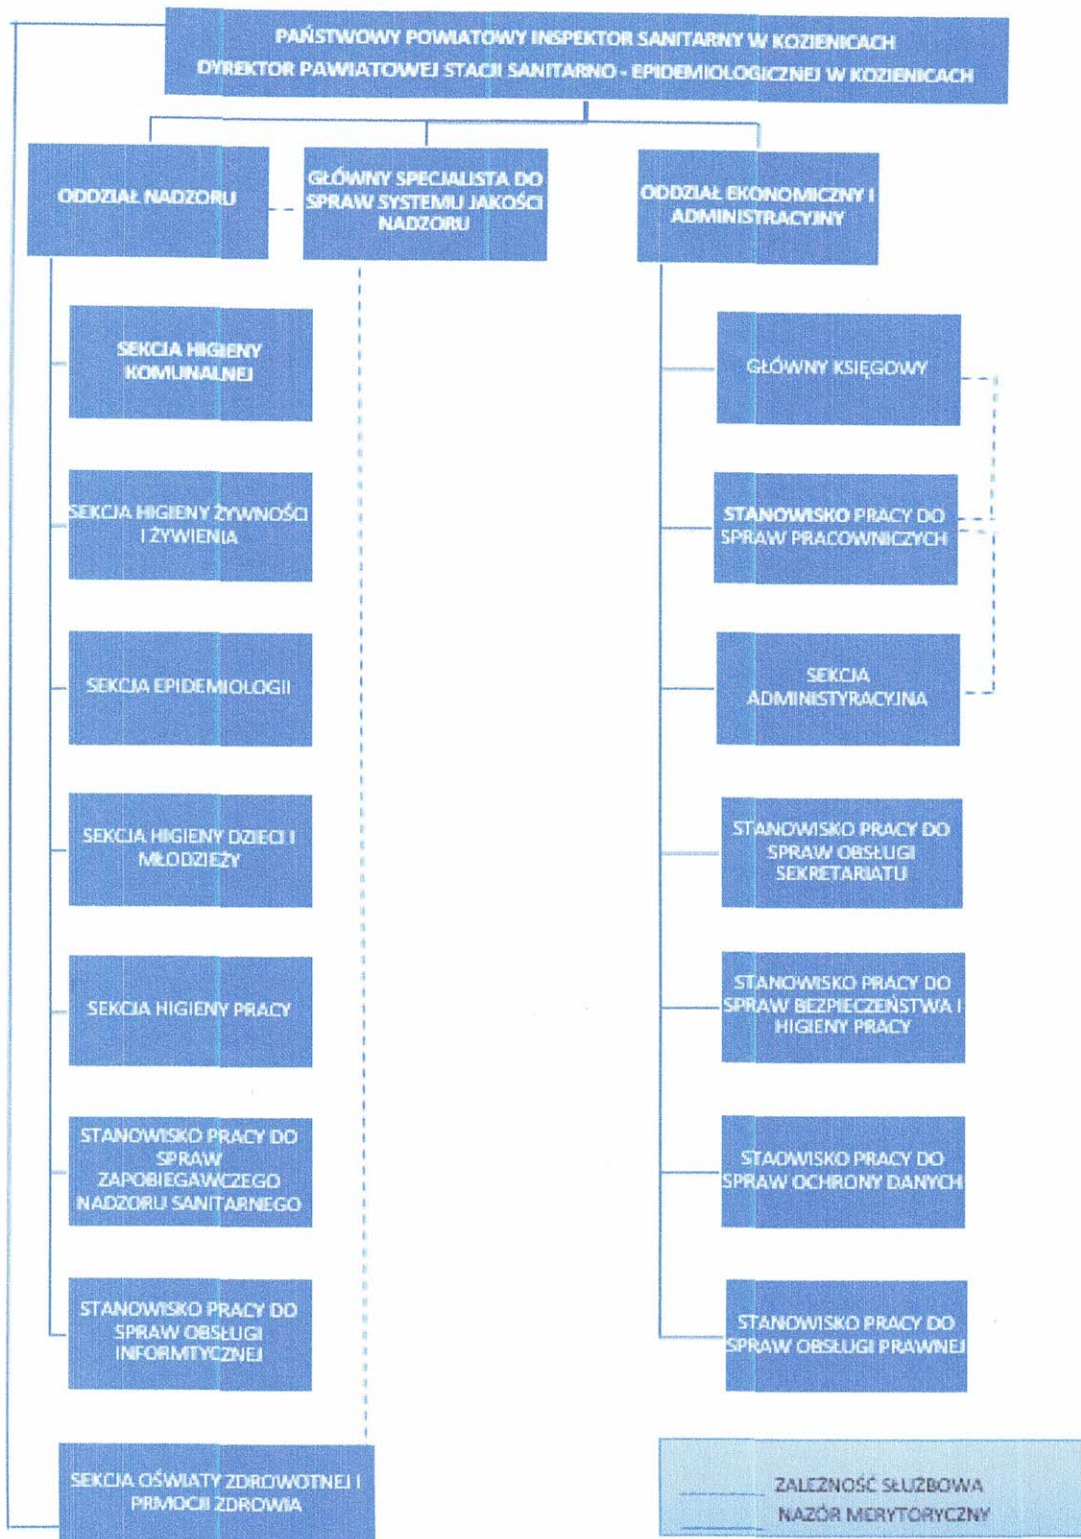 PAŃSTWOWY POWIATOWY INSPEKTOR SANITARNY W KOZIENICACH
DYREKTOR PAWIATOWEJ STACJI SANITARNO - EPIDEMIOLOGICZNEJ W KOZIENICACH
ODDZIAŁ NADZORU
GŁÓWNY SPECJALISTA DO
SPRAW SYSTEMU JAKOŚCI
NADZORU
ODDZIAŁ EKONOMICZNY I
ADMINISTRACYJNY
SEKCJA HIGIENY
KOMUNALNEJ
SEKCJA HIGIENY ŻYWNOŚCI
I ŻYWIENIA
SEKCJA EPIDEMIOLOGII
SEKCJA HIGIENY DZIECI I
MŁODZIEŻY
SEKCJA HIGIENY PRACY
STANOWISKO PRACY DO
SPRAW
ZAPOBIEGAWCZEGO
NADZORU SANITARNEGO
STANOWISKO PRACY DO
SPRAW OBSŁUGI
INFORMTYCZNEJ
SEKCJA OŚWIATY ZDROWOTNEJ I
PRMOCJI ZDROWIA
GŁÓWNY KSIĘGOWY
STANOWISKO PRACY DO
SPRAW PRACOWNICZYCH
SEKCJA
ADMINISTYRACYJNA
STANOWISKO PRACY DO
SPRAW OBSŁUGI
SEKRETARIATU
STANOWISKO PRACY DO
SPRAW BEZPIECZEŃSTWA I
HIGIENY PRACY
STAOWISKO PRACY DO
SPRAW OCHRONY DANYCH
STANOWISKO PRACY DO
SPRAW OBSŁUGI PRAWNEJ
ZALEŻNOŚĆ SŁUŻBOWA
NAZÓR MERYTORYCZNY